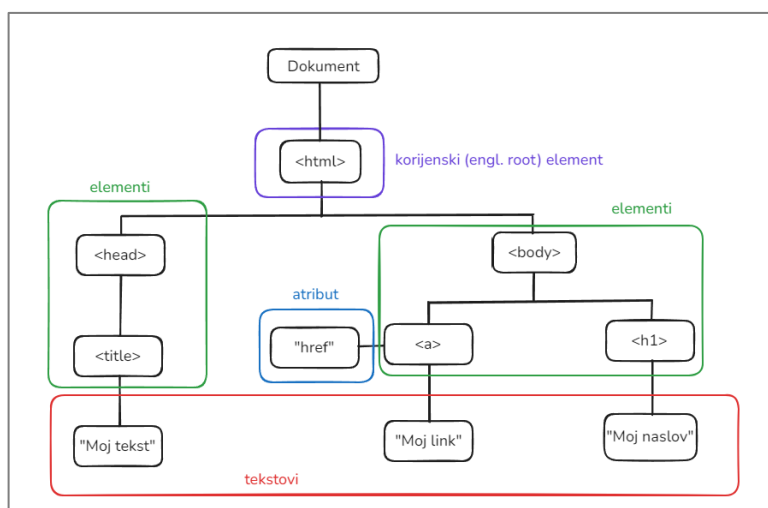 Dokument
<html>
korijenski (engl. root) element
elementi
elementi
<head>
<body>
atribut
"href"
<a>
<h1>
<title>
"Moj tekst"
"Moj link"
"Moj naslov"
tekstovi